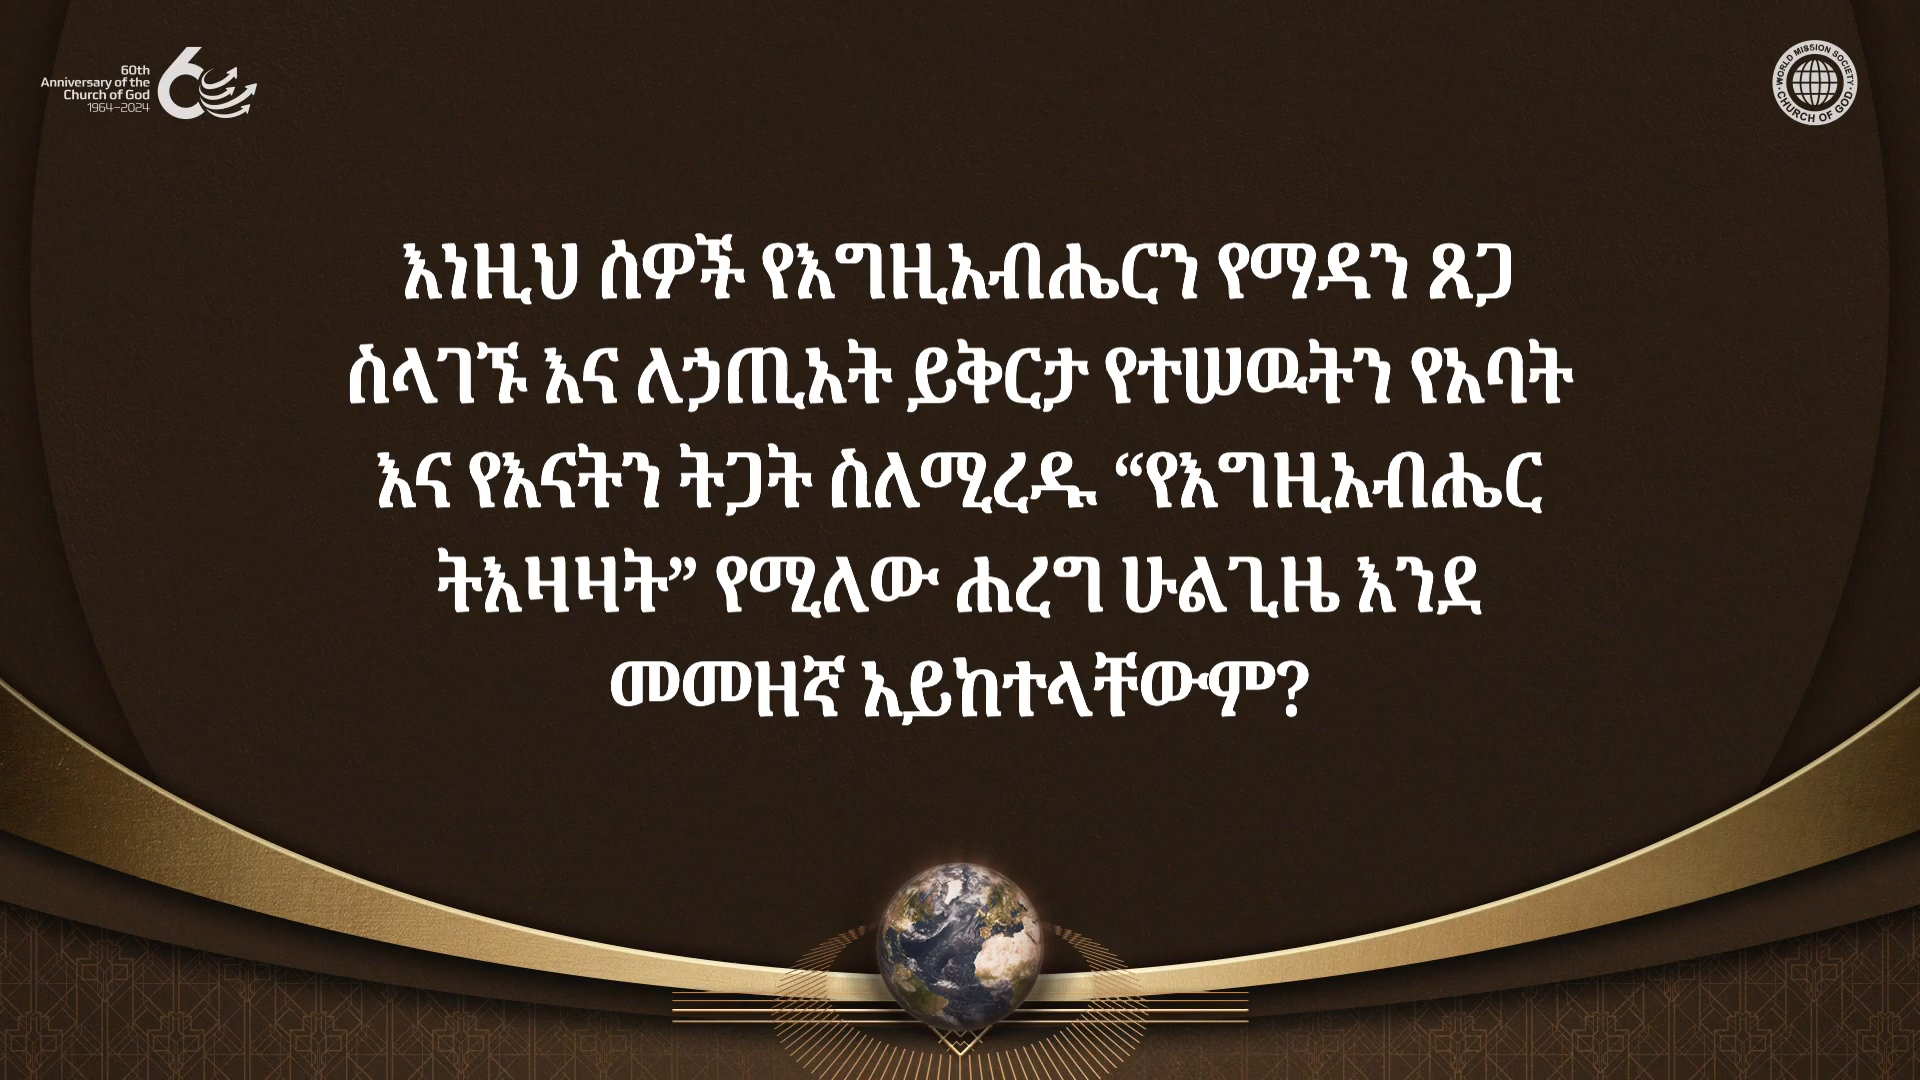 60th
Anniversary of the
Church of God
1964–2024
WORLD MISSION SOCIETY
CHURCH OF GOD
እነዚህ ሰዎች የእግዚአብሔርን የማዳን ጸጋ
ስላገኙ እና ለኃጢአት ይቅርታ የተሠዉትን የአባት
እና የእናትን ትጋት ስለሚረዱ “የእግዚአብሔር
ትእዛዛት” የሚለው ሐረግ ሁልጊዜ እንደ
መመዘኛ አይከተላቸውም?